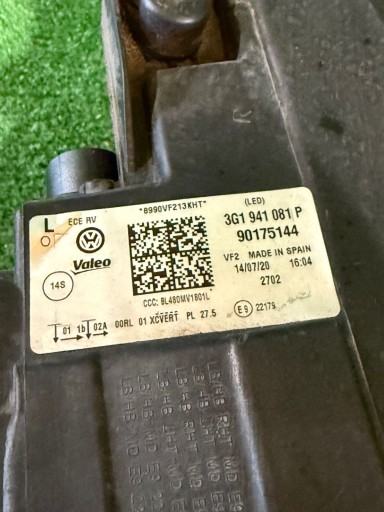 L ECE RV
"8990VF213KHT"
(LED)
3G1 941 081 P
90175144
Valeo
VF2 MADE IN SPAIN
14/07/20 16:04
2702
14S
CCC: BL480MV1801L
E9 22175
01 1b 02A 00RL 01 XCVERT PL 27.5